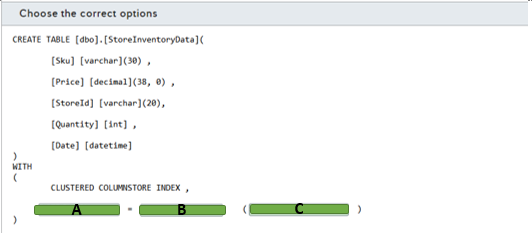 Choose the correct options
CREATE TABLE [dbo].[StoreInventoryData](
[Sku] [varchar](30) ,
[Price] [decimal](38, 0) ,
[StoreId] [varchar](20),
[Quantity] [int] ,
[Date] [datetime]
)
WITH
(
CLUSTERED COLUMNSTORE INDEX ,
A = B ( C )
)